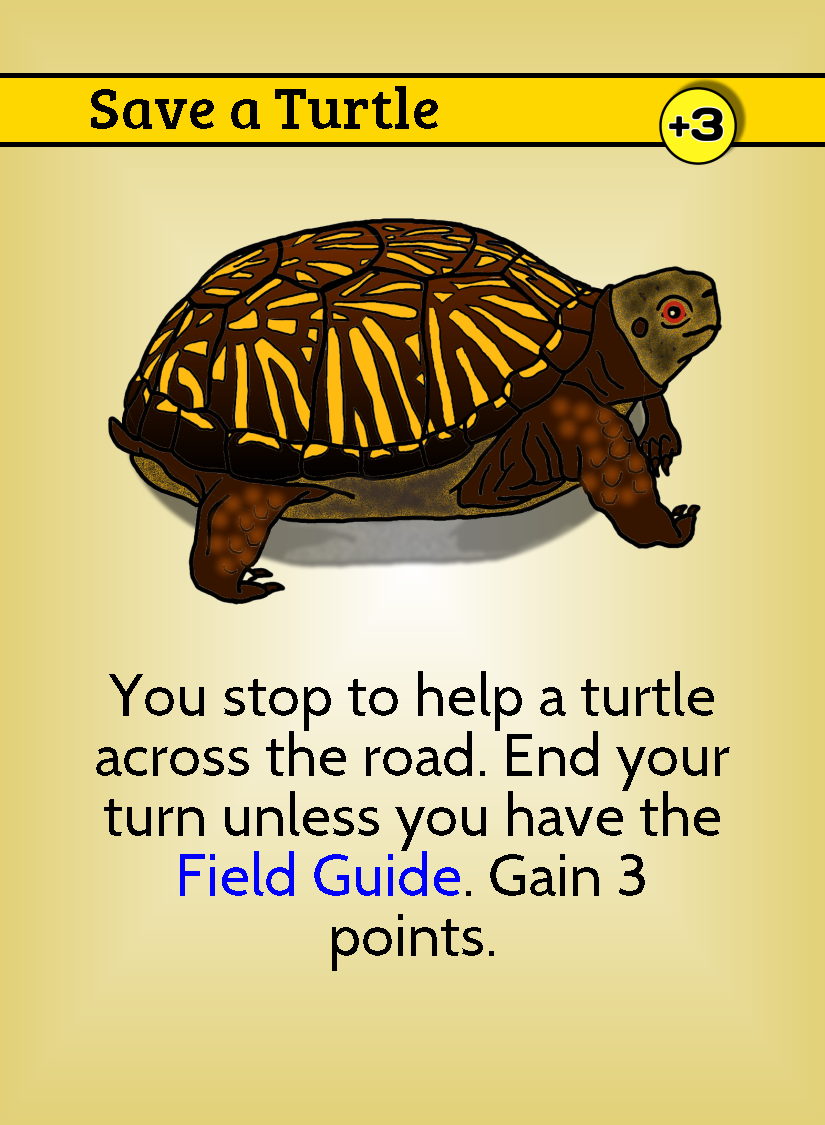 Save a Turtle
+3
You stop to help a turtle
across the road. End your
turn unless you have the
Field Guide. Gain 3
points.